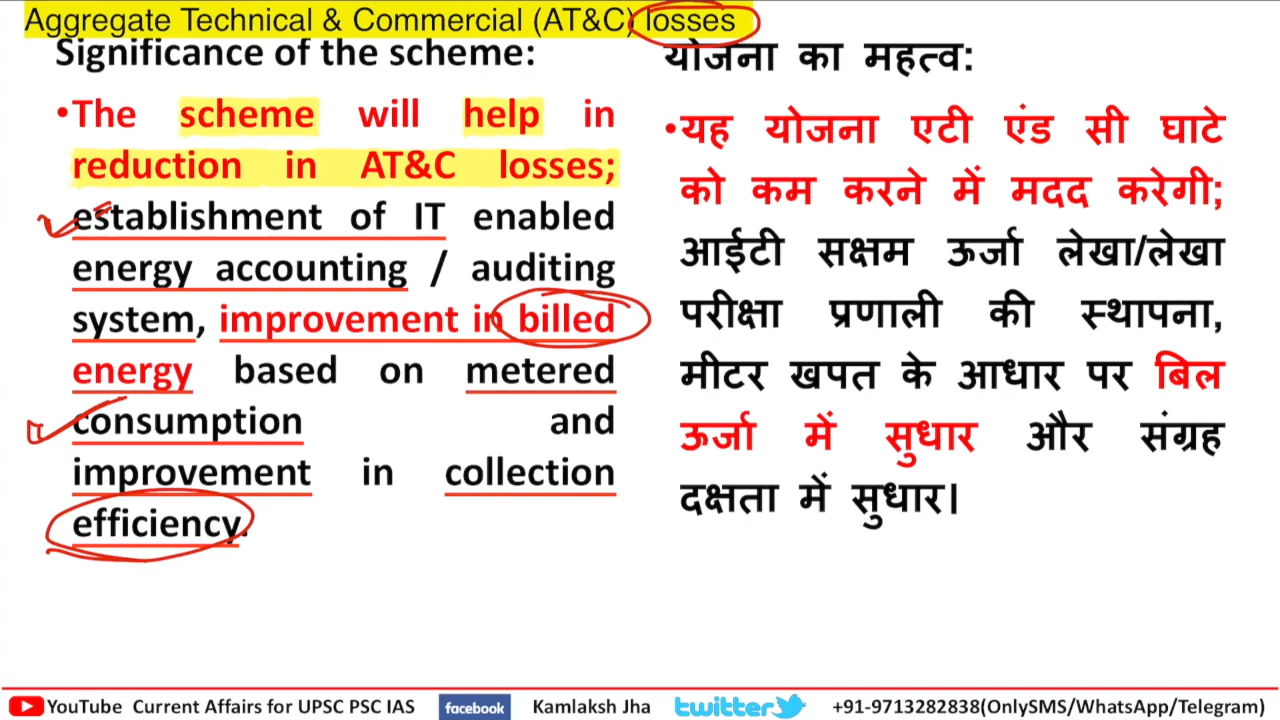 Aggregate Technical & Commercial (AT&C) losses
Significance of the scheme:
•The scheme will help in
reduction in AT&C losses;
establishment of IT enabled
energy accounting / auditing
system, improvement in billed
energy based on metered
consumption and
improvement in collection
efficiency.
योजना का महत्व:
•यह योजना एटी एंड सी घाटे
को कम करने में मदद करेगी;
आईटी सक्षम ऊर्जा लेखा/लेखा
परीक्षा प्रणाली की स्थापना,
मीटर खपत के आधार पर बिल
ऊर्जा में सुधार और संग्रह
दक्षता में सुधार।
YouTube Current Affairs for UPSC PSC IAS facebook Kamlaksh Jha twitter +91-9713282838(OnlySMS/WhatsApp/Telegram)